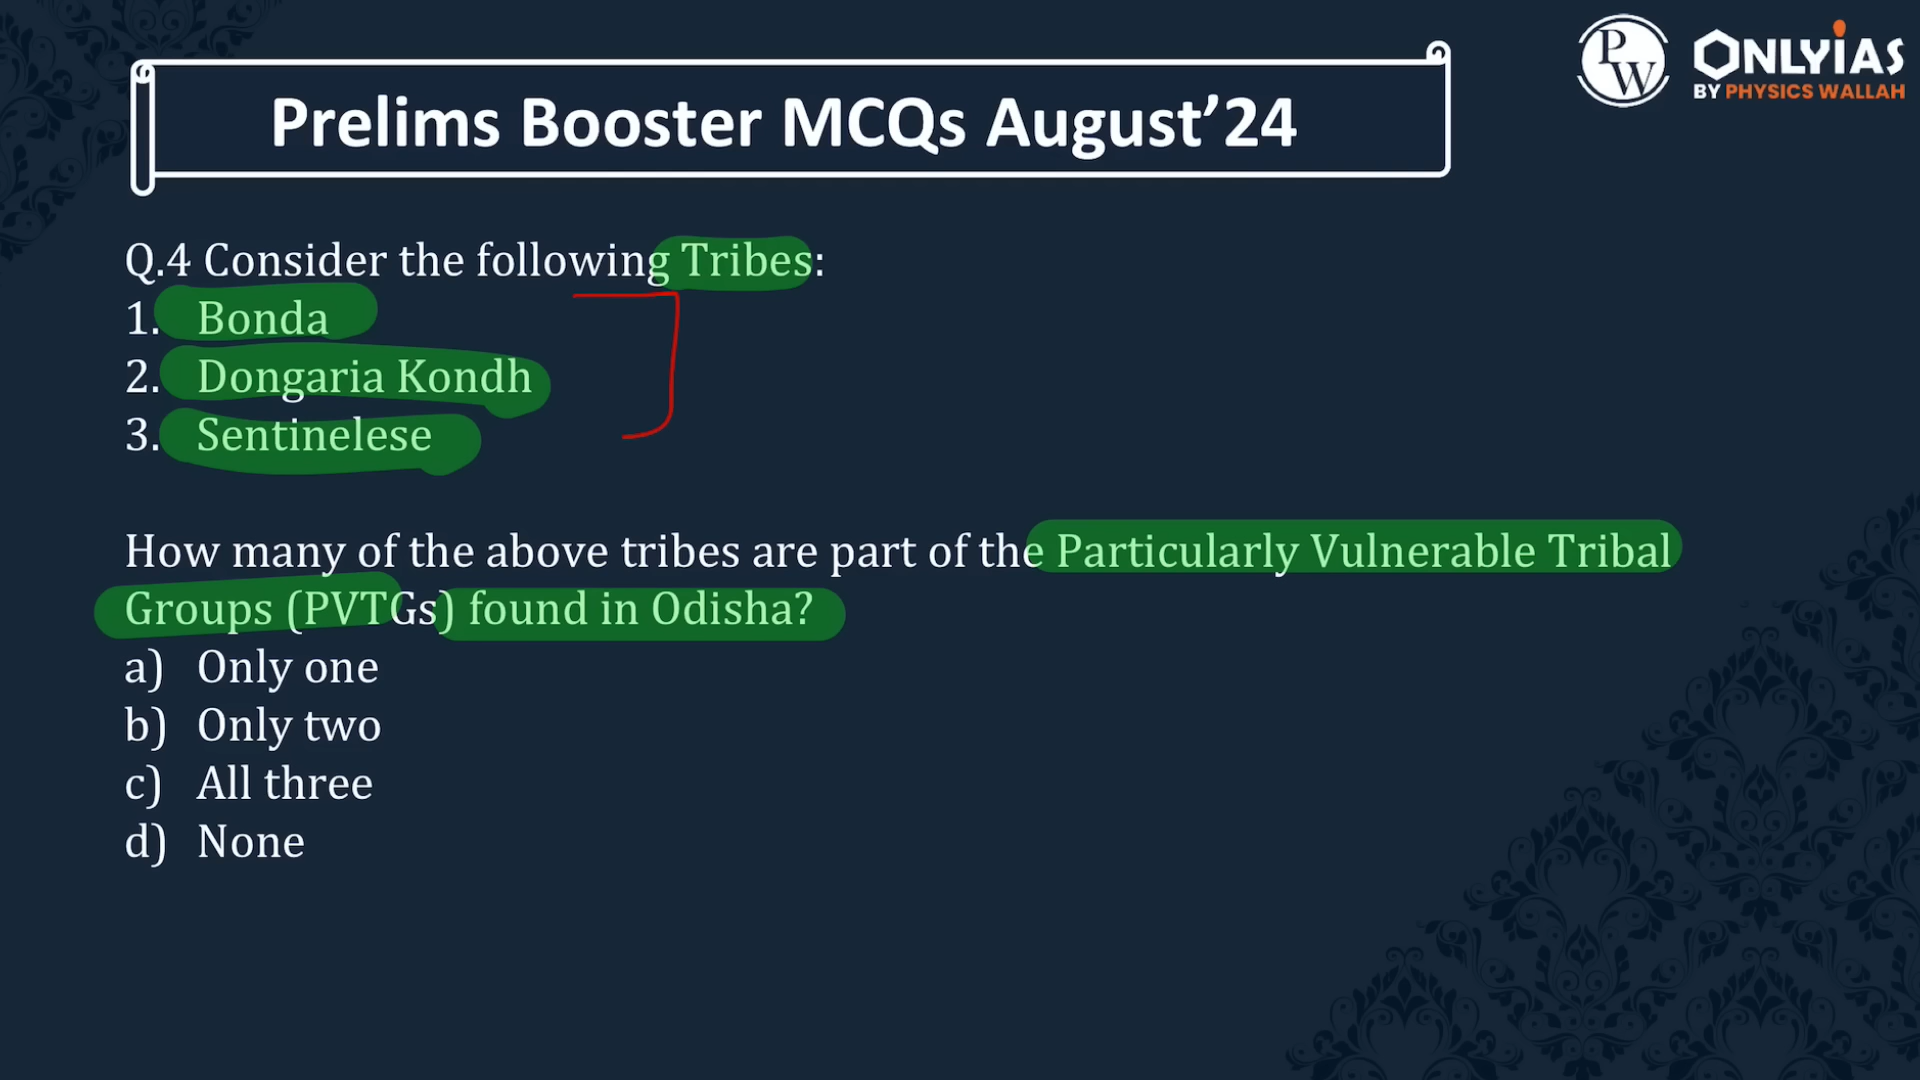 PW
ONLYIAS
BY PHYSICS WALLAH
Prelims Booster MCQs August’24
Q.4 Consider the following Tribes:
1. Bonda
2. Dongaria Kondh
3. Sentinelese
How many of the above tribes are part of the Particularly Vulnerable Tribal
Groups (PVTGs) found in Odisha?
a) Only one
b) Only two
c) All three
d) None